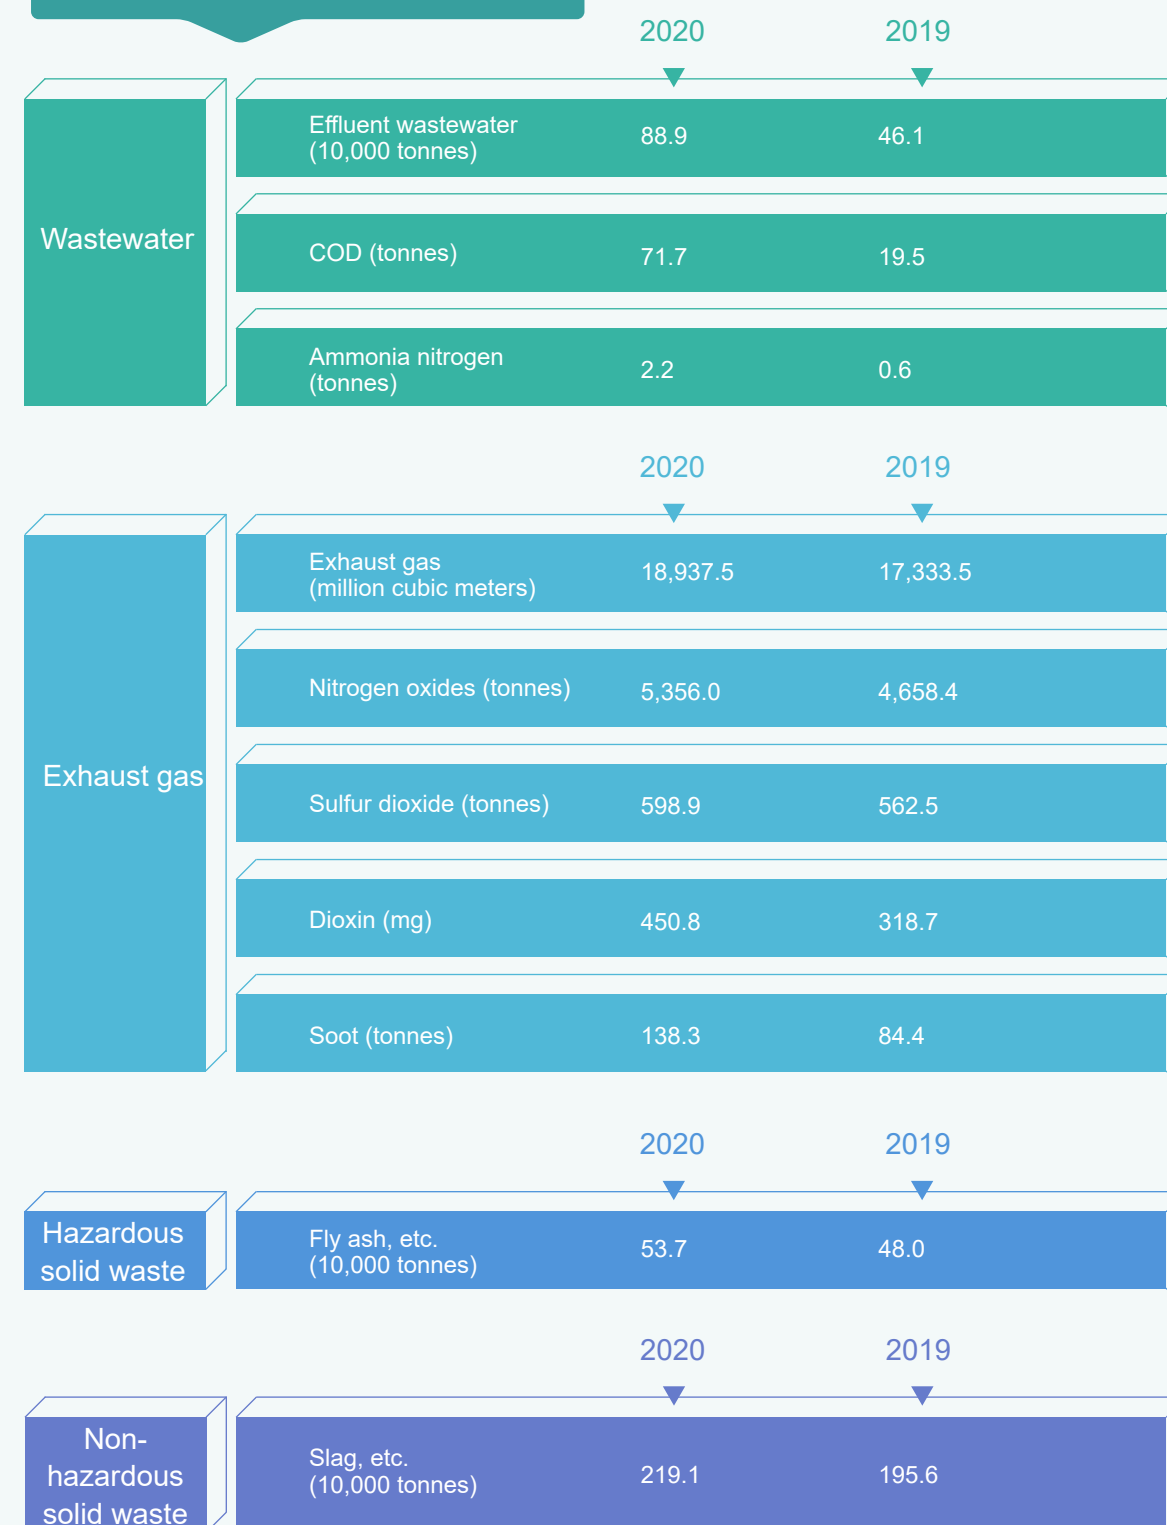 2020 2019
Wastewater
Effluent wastewater
(10,000 tonnes)
88.9 46.1
COD (tonnes) 71.7 19.5
Ammonia nitrogen
(tonnes)
2.2 0.6
2020 2019
Exhaust gas
Exhaust gas
(million cubic meters)
18,937.5 17,333.5
Nitrogen oxides (tonnes) 5,356.0 4,658.4
Sulfur dioxide (tonnes) 598.9 562.5
Dioxin (mg) 450.8 318.7
Soot (tonnes) 138.3 84.4
2020 2019
Hazardous
solid waste
Fly ash, etc.
(10,000 tonnes)
53.7 48.0
2020 2019
Non-
hazardous
solid waste
Slag, etc.
(10,000 tonnes)
219.1 195.6